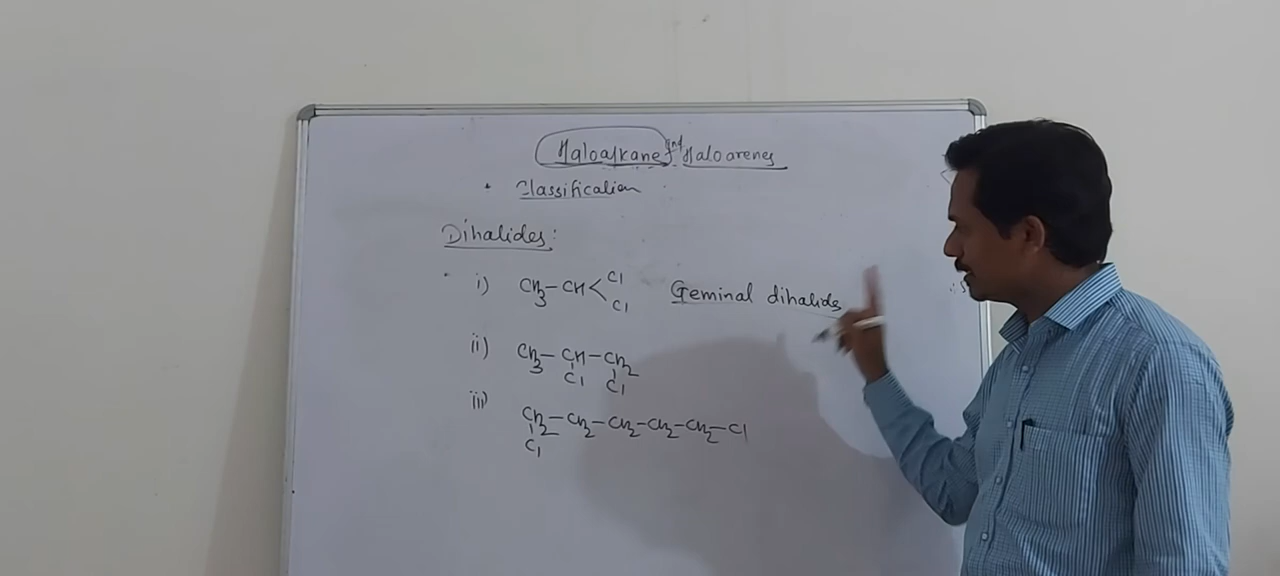 Haloalkanes and Haloarenes
• Classification
Dihalides:
i) CH3-CH<Cl Cl Geminal dihalides
ii) CH3-CH-CH2
Cl Cl
iii) CH2-CH2-CH2-CH2-CH2-Cl
Cl